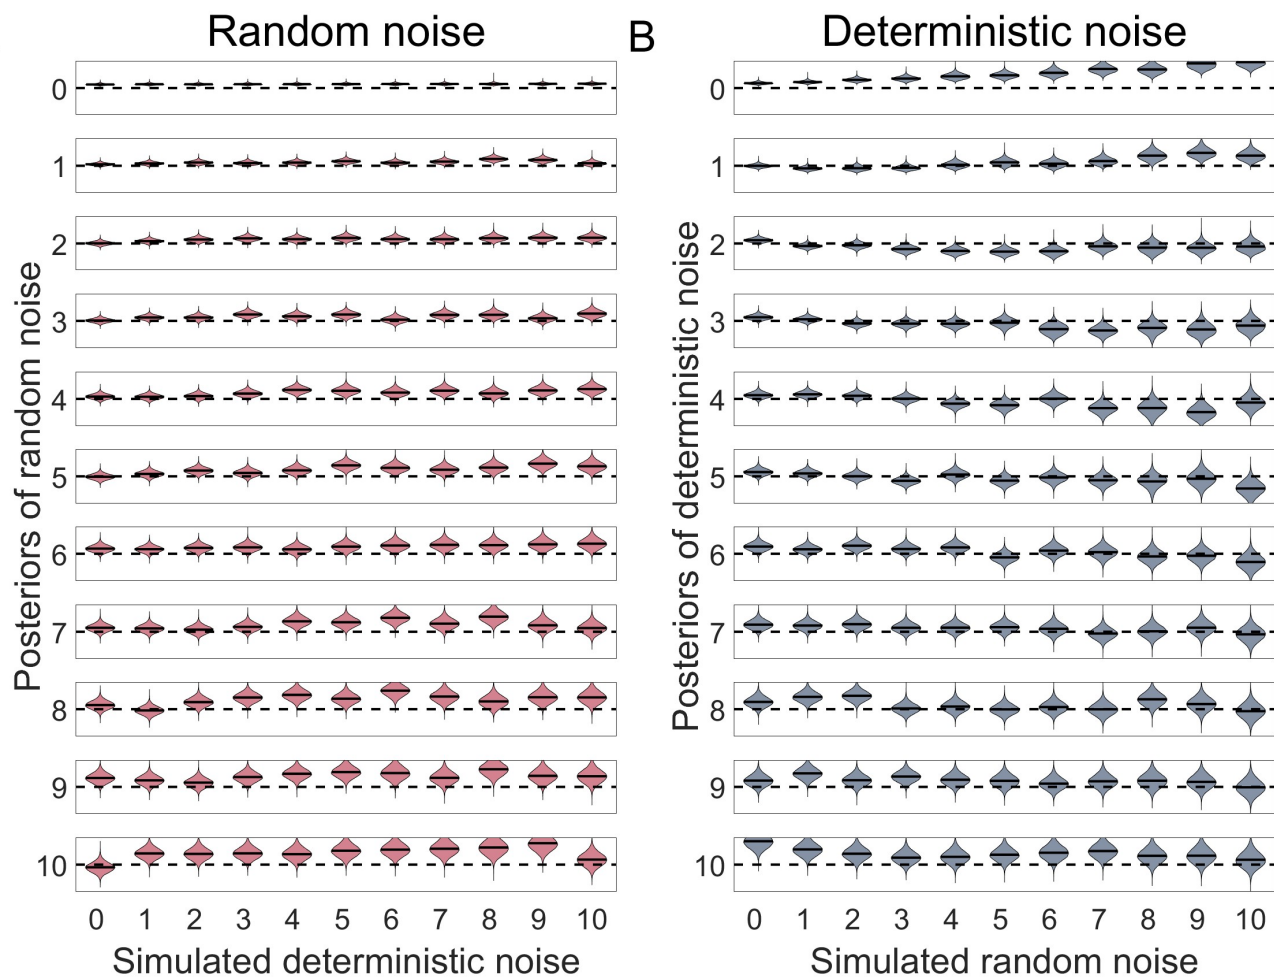 Random noise
Posteriors of random noise
0
1
2
3
4
5
6
7
8
9
10
0 1 2 3 4 5 6 7 8 9 10
Simulated deterministic noise
B
Deterministic noise
Posteriors of deterministic noise
0
1
2
3
4
5
6
7
8
9
10
0 1 2 3 4 5 6 7 8 9 10
Simulated random noise